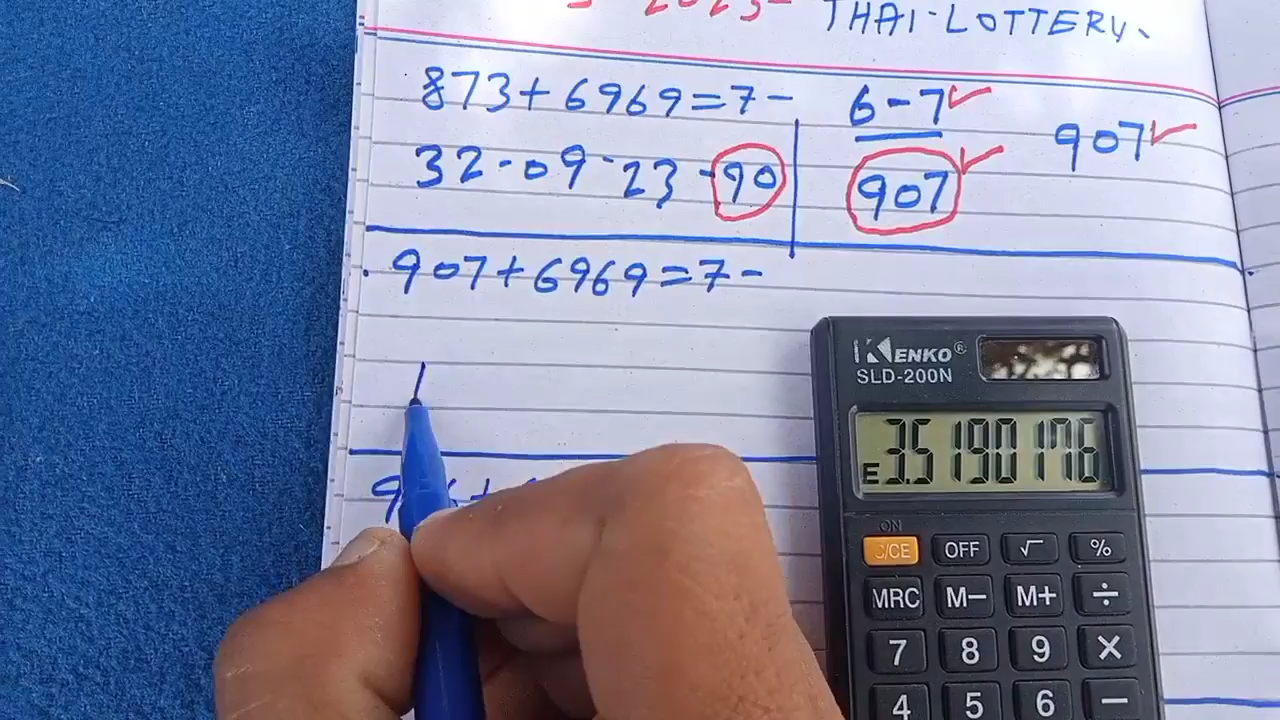 THAI-LOTTERY.
873+6969=7-
6-7
907
32-09-23-90
907
907+6969=7-
KENKO®
SLD-200N
E3.5190176
ON
C/CE OFF √ %
MRC M− M+ ÷
7 8 9 ×
4 5 6 −